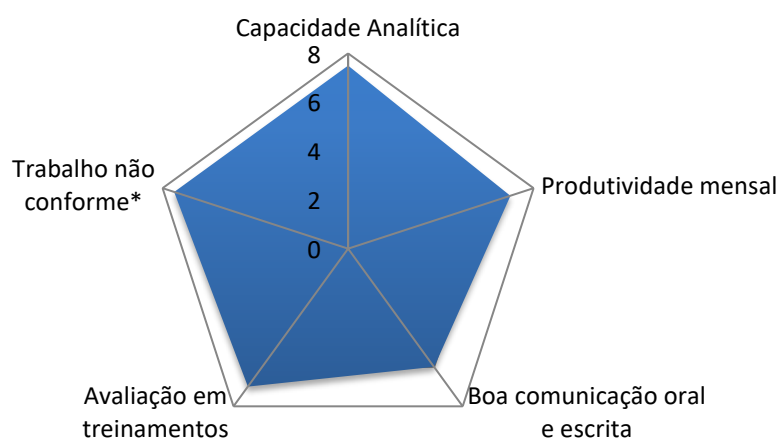 Capacidade Analítica
8
6
4
2
0
Produtividade mensal
Boa comunicação oral
e escrita
Avaliação em
treinamentos
Trabalho não
conforme*